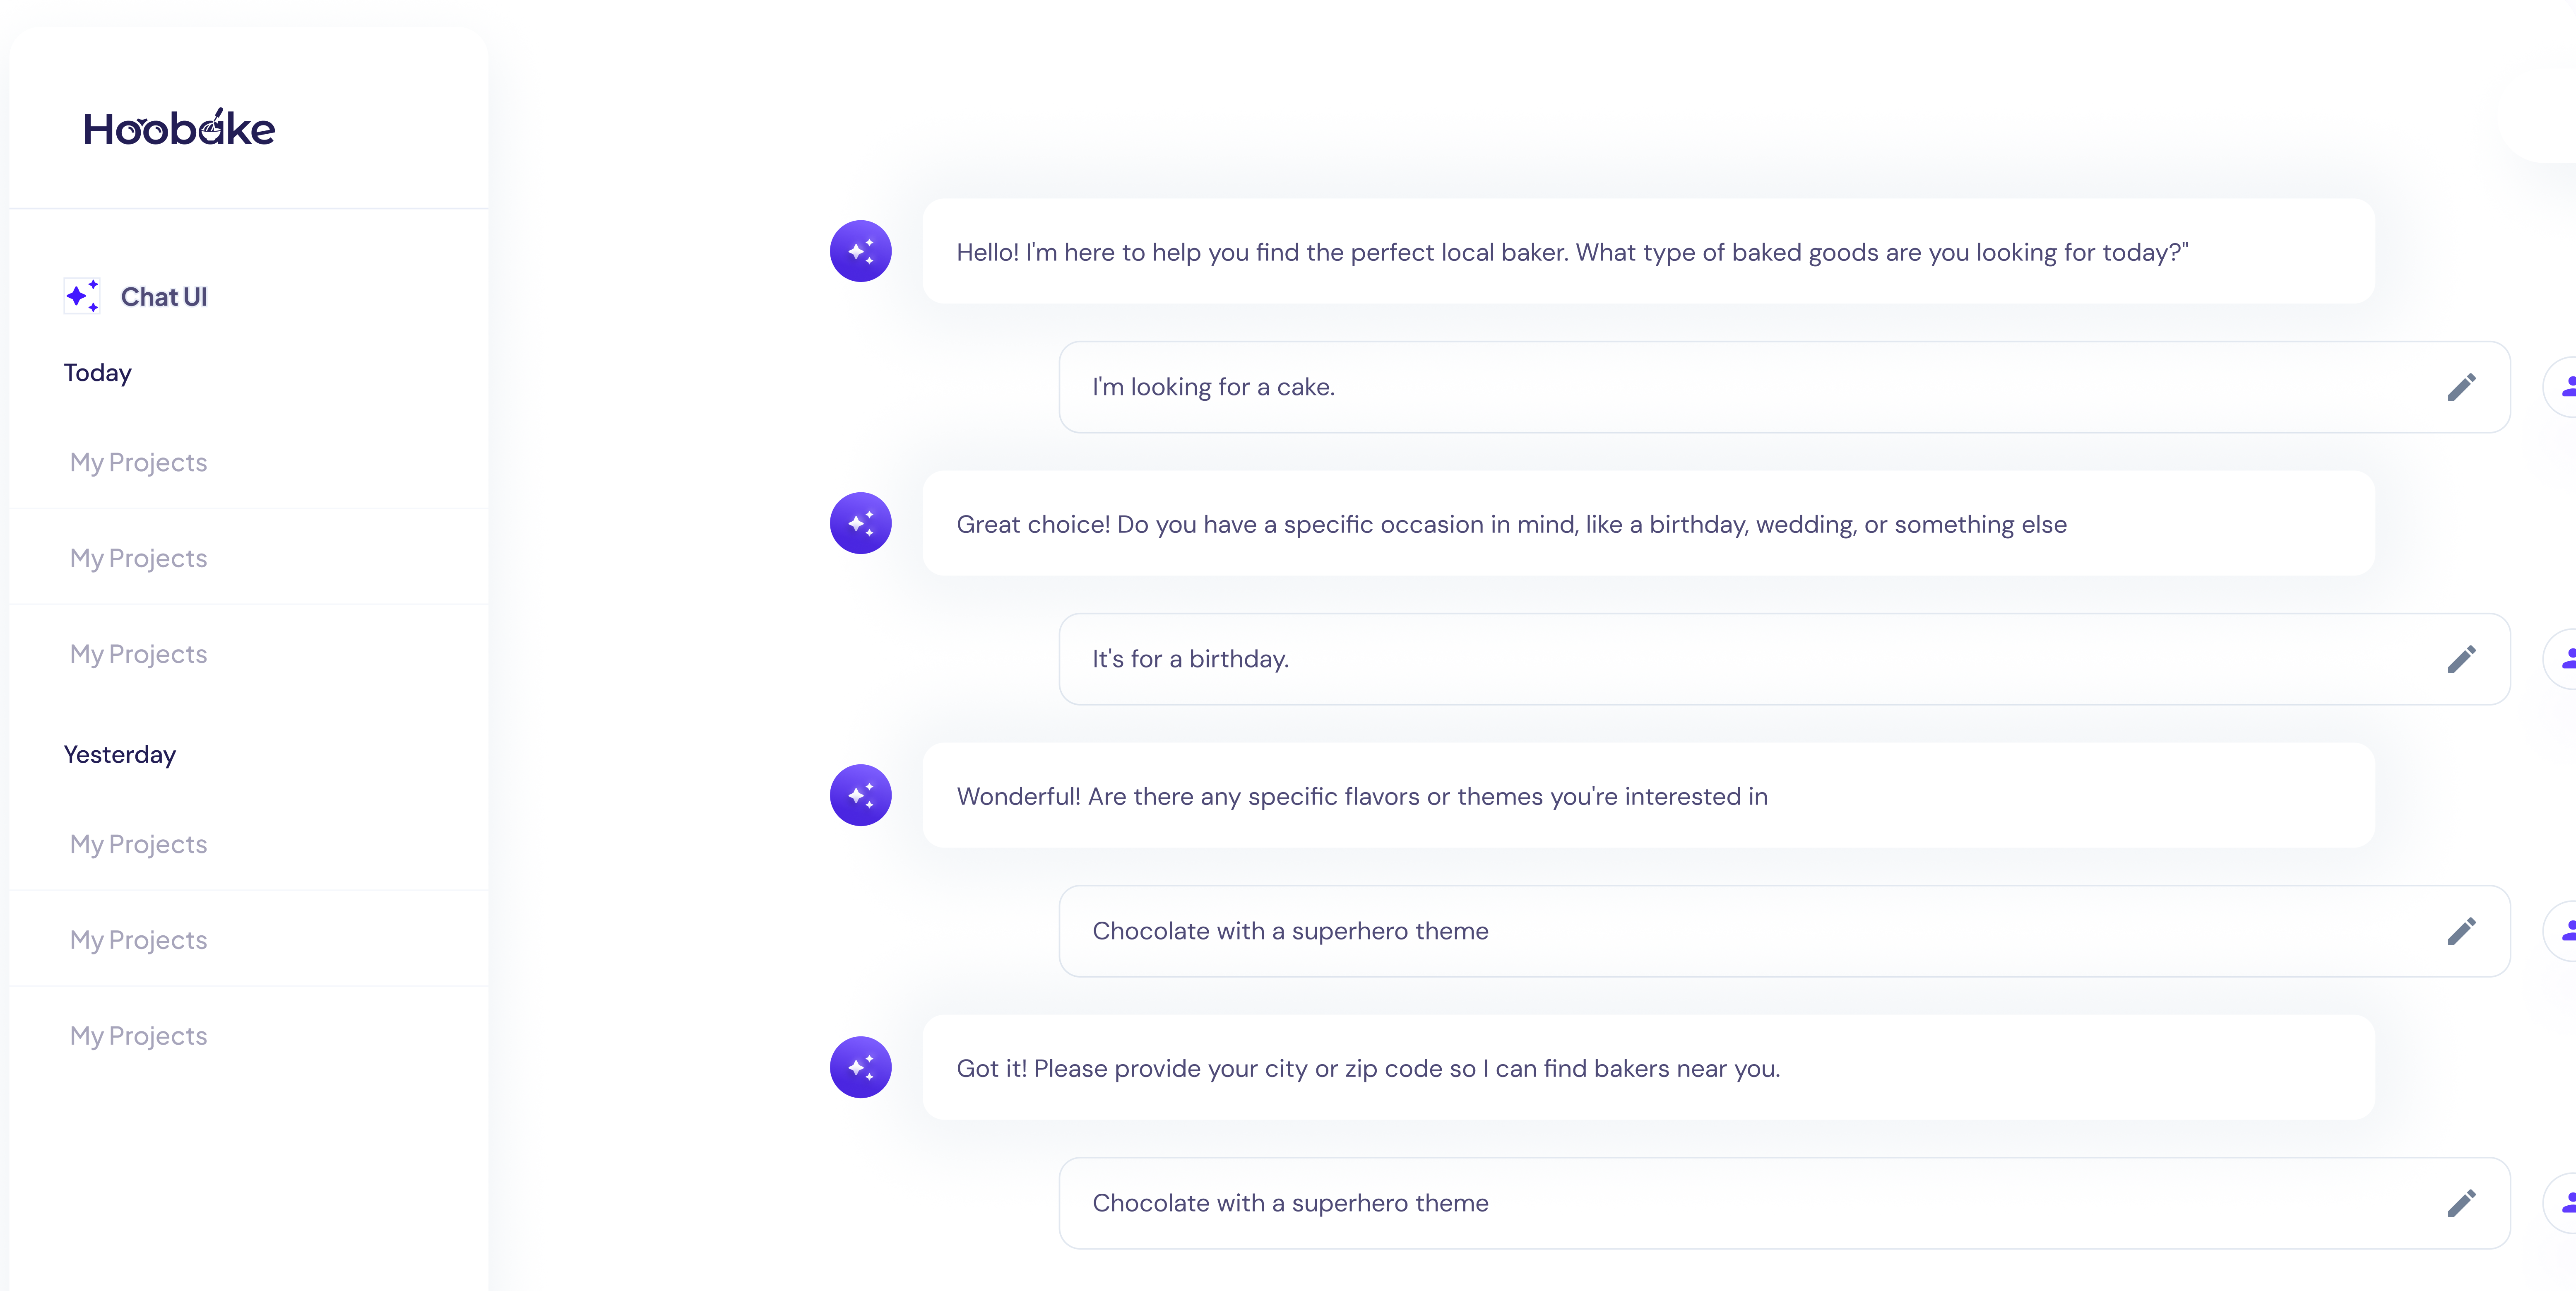 Hoobake
Chat UI
Today
My Projects
My Projects
My Projects
Yesterday
My Projects
My Projects
My Projects
Hello! I'm here to help you find the perfect local baker. What type of baked goods are you looking for today?"
I'm looking for a cake.
Great choice! Do you have a specific occasion in mind, like a birthday, wedding, or something else
It's for a birthday.
Wonderful! Are there any specific flavors or themes you're interested in
Chocolate with a superhero theme
Got it! Please provide your city or zip code so I can find bakers near you.
Chocolate with a superhero theme